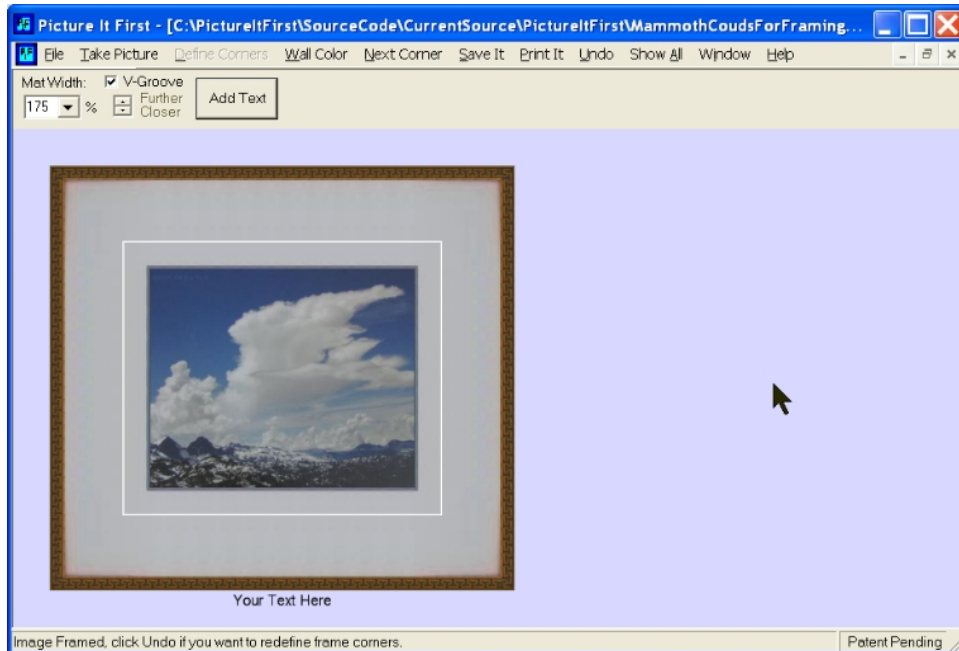 Picture It First - [C:\PictureItFirst\SourceCode\CurrentSource\PictureItFirst\MammothCoudsForFraming...
File Take Picture Define Corners Wall Color Next Corner Save It Print It Undo Show All Window Help
Mat Width: V-Groove
175 % Further Closer Add Text
Your Text Here
Image Framed, click Undo if you want to redefine frame corners. Patent Pending